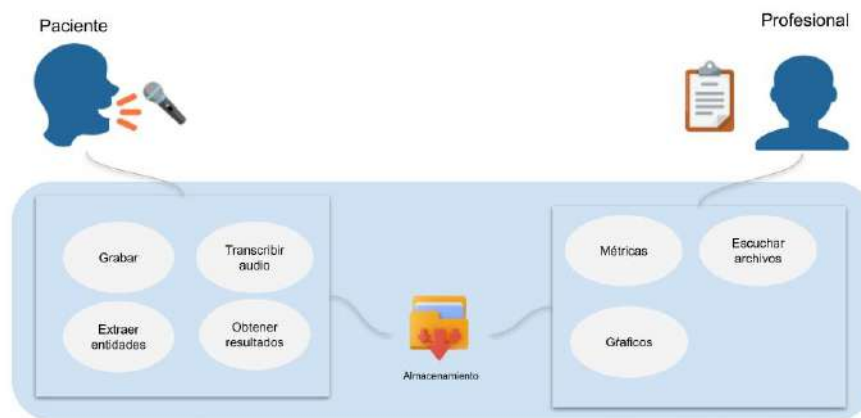 Paciente
Profesional
Grabar
Transcribir
audio
Extraer
entidades
Obtener
resultados
Métricas
Escuchar
archivos
Gráficos
Almacenamiento